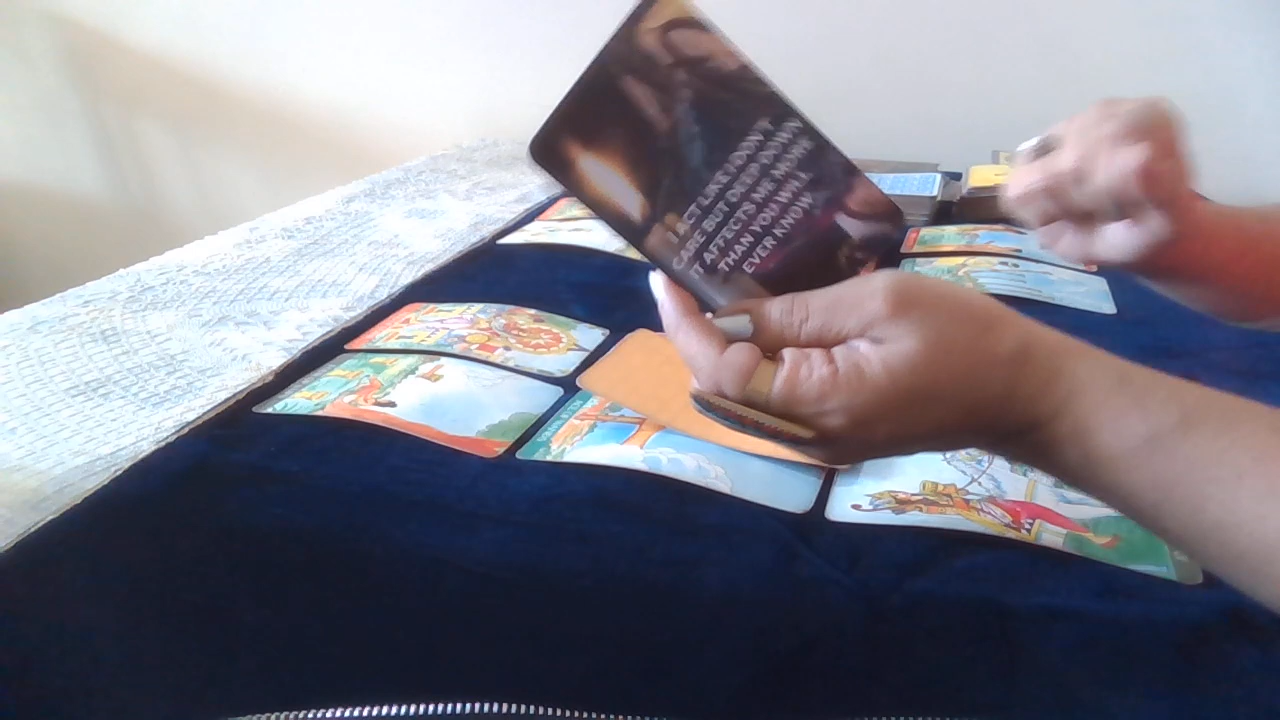 I ACT LIKE I DON'T
CARE BUT DEEP DOWN
IT AFFECTS ME MORE
THAN YOU WILL
EVER KNOW